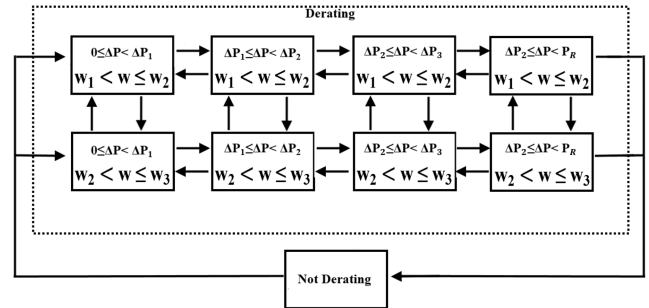 Derating
0≤ΔP< ΔP₁ ΔP₁≤ΔP< ΔP₂ ΔP₂≤ΔP< ΔP₃ ΔP₂≤ΔP< P_R
w₁ < w ≤ w₂ w₁ < w ≤ w₂ w₁ < w ≤ w₂ w₁ < w ≤ w₂
0≤ΔP< ΔP₁ ΔP₁≤ΔP< ΔP₂ ΔP₂≤ΔP< ΔP₃ ΔP₂≤ΔP< P_R
w₂ < w ≤ w₃ w₂ < w ≤ w₃ w₂ < w ≤ w₃ w₂ < w ≤ w₃
Not Derating